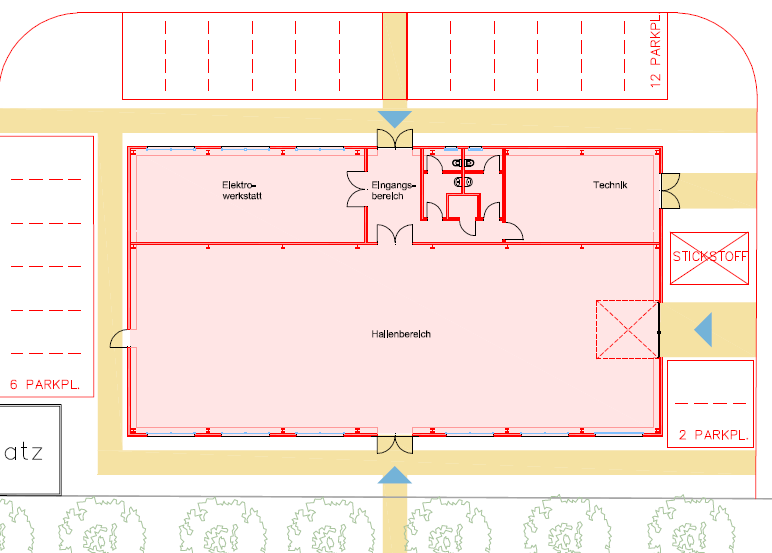 12 PARKPL.
Elektro-
werkstatt
Eingangs-
bereich
Technik
STICKSTOFF
Hallenbereich
6 PARKPL.
2 PARKPL.
atz